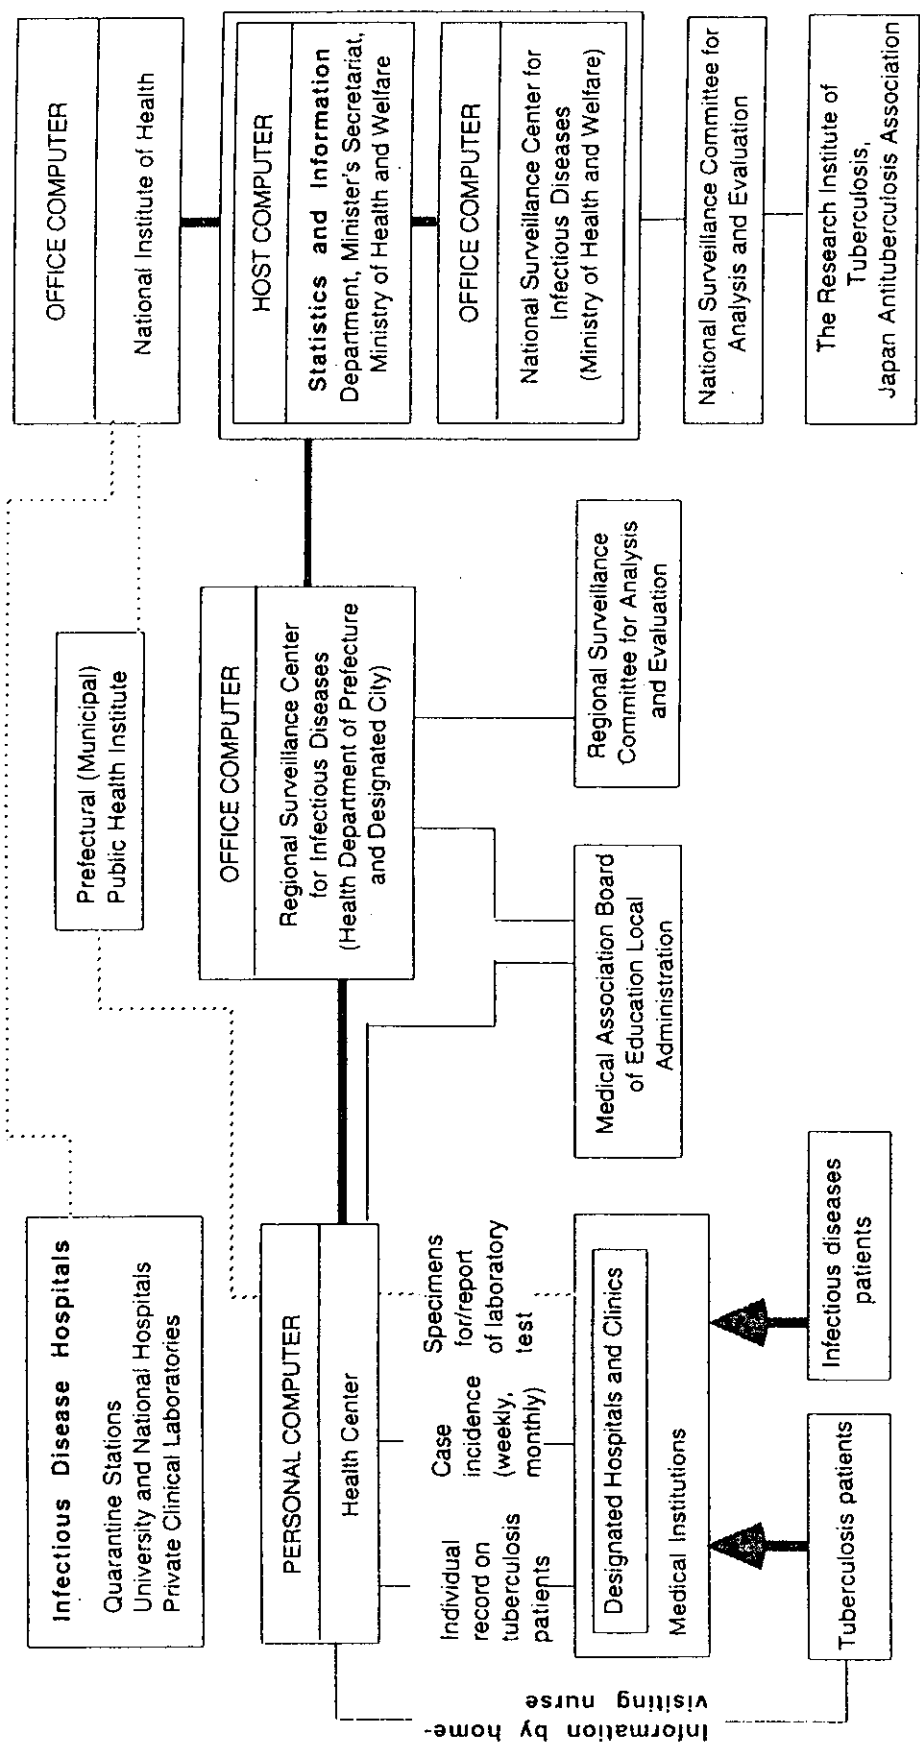 Infectious Disease Hospitals
Quarantine Stations
University and National Hospitals
Private Clinical Laboratories
Prefectural (Municipal)
Public Health Institute
OFFICE COMPUTER
National Institute of Health
PERSONAL COMPUTER
Health Center
OFFICE COMPUTER
Regional Surveillance Center
for Infectious Diseases
(Health Department of Prefecture
and Designated City)
HOST COMPUTER
Statistics and Information
Department, Minister's Secretariat,
Ministry of Health and Welfare
OFFICE COMPUTER
National Surveillance Center for
Infectious Diseases
(Ministry of Health and Welfare)
Individual
record on
tuberculosis
patients
Case
incidence
(weekly,
monthly)
Specimens
for/report
of laboratory
test
Designated Hospitals and Clinics
Medical Institutions
Medical Association Board
of Education Local
Administration
Regional Surveillance
Committee for Analysis
and Evaluation
National Surveillance Committee for
Analysis and Evaluation
Information by home-
visiting nurse
Tuberculosis patients
Infectious diseases
patients
The Research Institute of
Tuberculosis,
Japan Antituberculosis Association